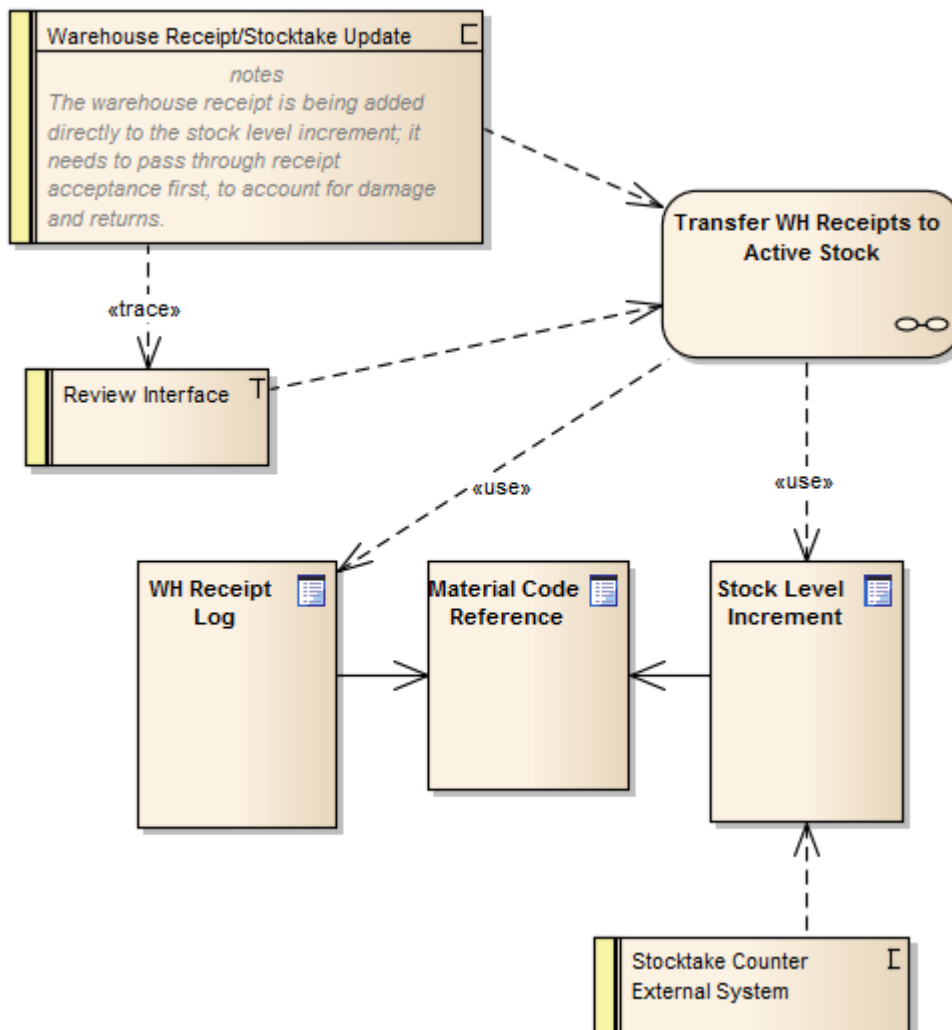 Warehouse Receipt/Stocktake Update
notes
The warehouse receipt is being added
directly to the stock level increment; it
needs to pass through receipt
acceptance first, to account for damage
and returns.
Transfer WH Receipts to
Active Stock
«trace»
Review Interface
«use»
«use»
WH Receipt
Log
Material Code
Reference
Stock Level
Increment
Stocktake Counter
External System